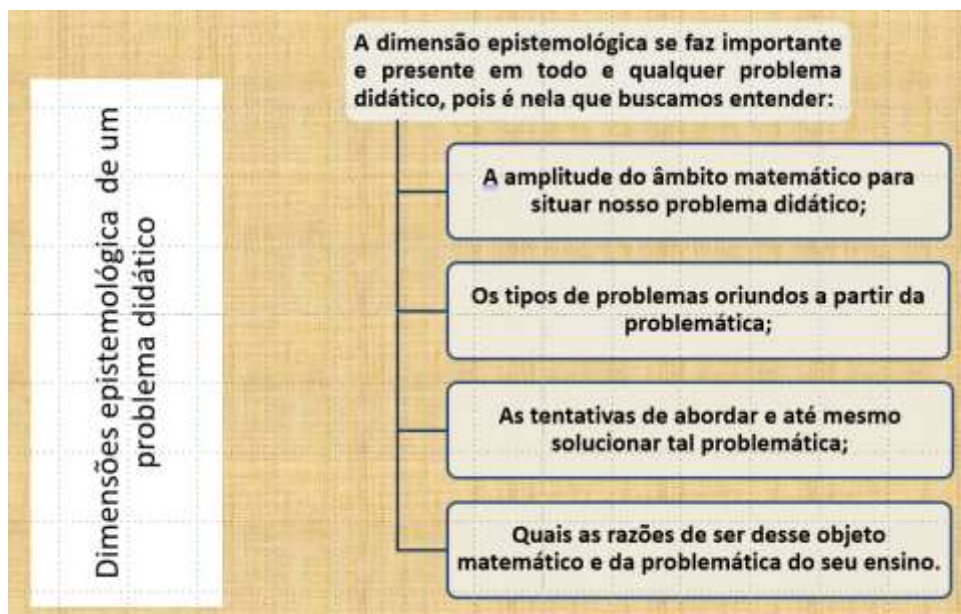 Dimensões epistemológica de um
problema didático
A dimensão epistemológica se faz importante
e presente em todo e qualquer problema
didático, pois é nela que buscamos entender:
A amplitude do âmbito matemático para
situar nosso problema didático;
Os tipos de problemas oriundos a partir da
problemática;
As tentativas de abordar e até mesmo
solucionar tal problemática;
Quais as razões de ser desse objeto
matemático e da problemática do seu ensino.